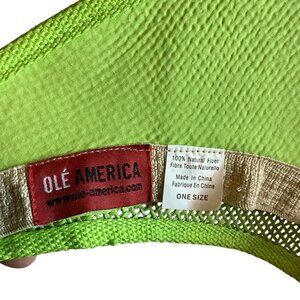 OLÉ AMERICA
www.ole-america.com
100% Natural Fiber
Fibre Toute Naturelle
Made in China
Fabrique En Chine
ONE SIZE